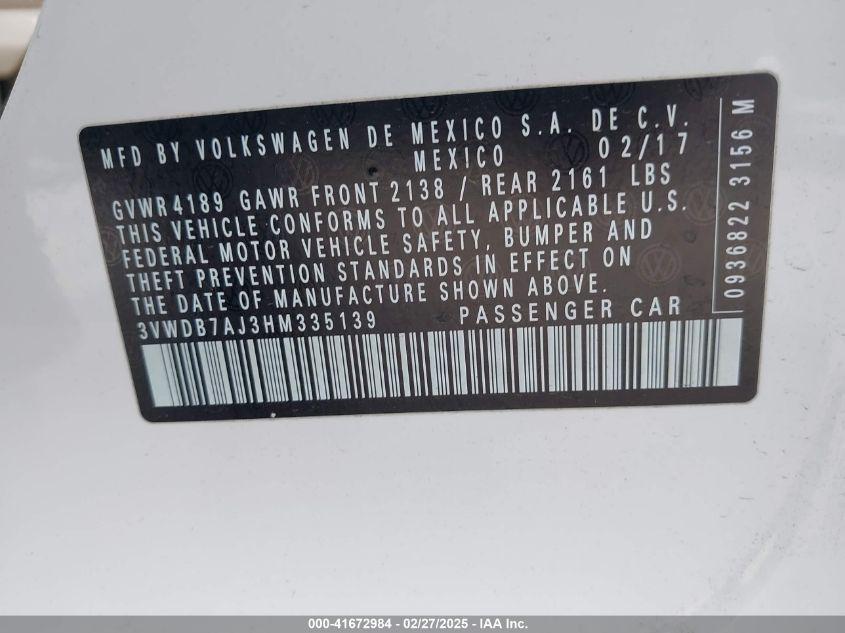 MFD BY VOLKSWAGEN DE MEXICO S.A. DE C.V.
MEXICO 02/17
GVWR4189 GAWR FRONT 2138 / REAR 2161 LBS
THIS VEHICLE CONFORMS TO ALL APPLICABLE U.S.
FEDERAL MOTOR VEHICLE SAFETY, BUMPER AND
THEFT PREVENTION STANDARDS IN EFFECT ON
THE DATE OF MANUFACTURE SHOWN ABOVE.
3VWDB7AJ3HM335139 PASSENGER CAR
0936822 3156 M
000-41672984 - 02/27/2025 - IAA Inc.